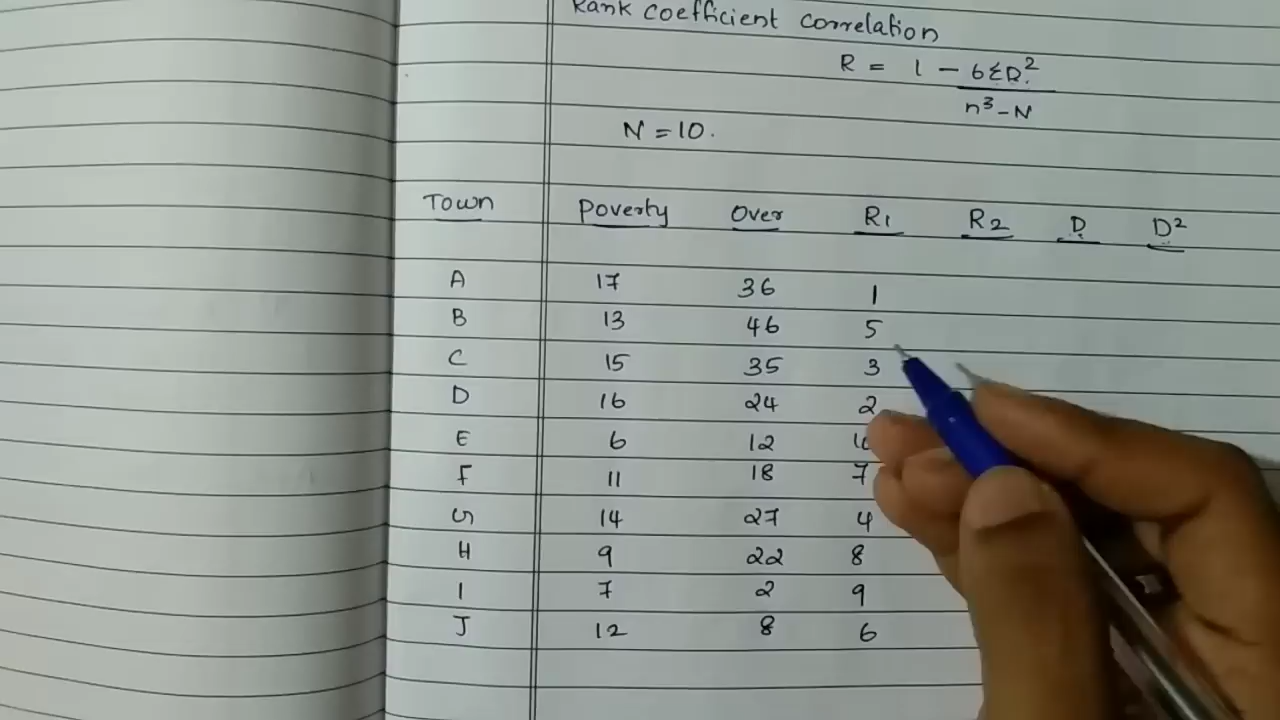 Rank Coefficient Correlation
R = 1 - 6ΣD²
n³-N
N = 10.
Town Poverty Over R1 R2 D D²
A 17 36 1
B 13 46 5
C 15 35 3
D 16 24 2
E 6 12
F 11 18 7
G 14 27 4
H 9 22 8
I 7 2 9
J 12 8 6